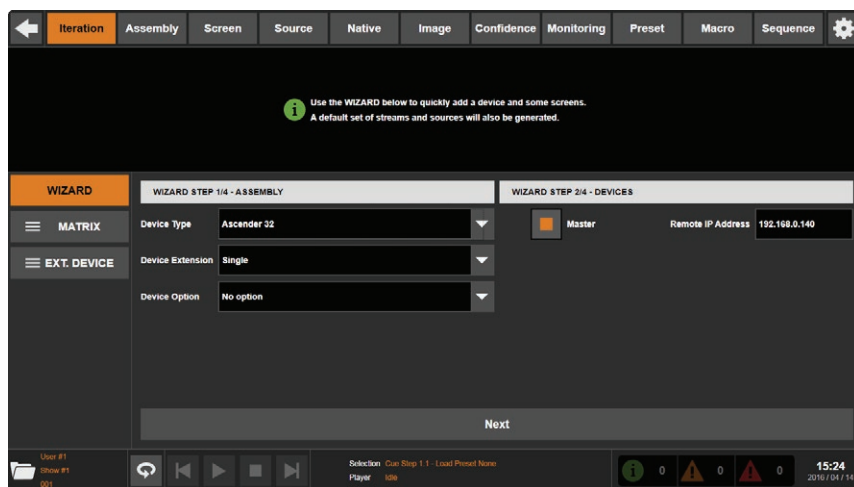 Iteration Assembly Screen Source Native Image Confidence Monitoring Preset Macro Sequence
Use the WIZARD below to quickly add a device and some screens.
A default set of streams and sources will also be generated.
WIZARD
MATRIX
EXT. DEVICE
WIZARD STEP 1/4 - ASSEMBLY
Device Type Ascender 32
Device Extension Single
Device Option No option
WIZARD STEP 2/4 - DEVICES
Master Remote IP Address 192.168.0.140
Next
User #1
Show #1
001
Selection Cue Step 1.1 - Load Preset None
Player Idle
0 0 0
15:24
2016 / 04 / 14